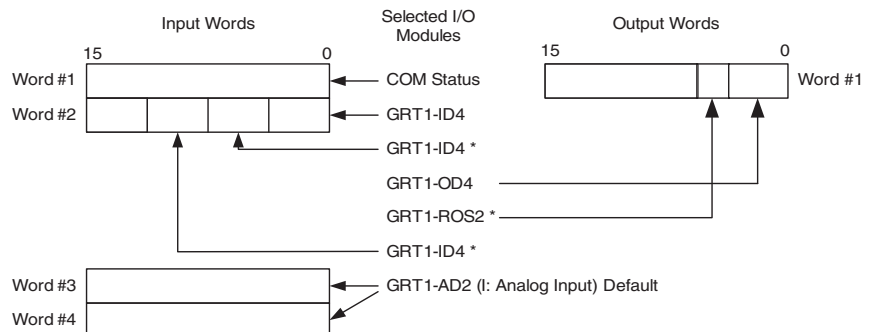 Input Words
Selected I/O
Modules
Output Words
15 0
15 0
Word #1 COM Status Word #1
Word #2 GRT1-ID4
GRT1-ID4 *
GRT1-OD4
GRT1-ROS2 *
GRT1-ID4 *
Word #3 GRT1-AD2 (I: Analog Input) Default
Word #4